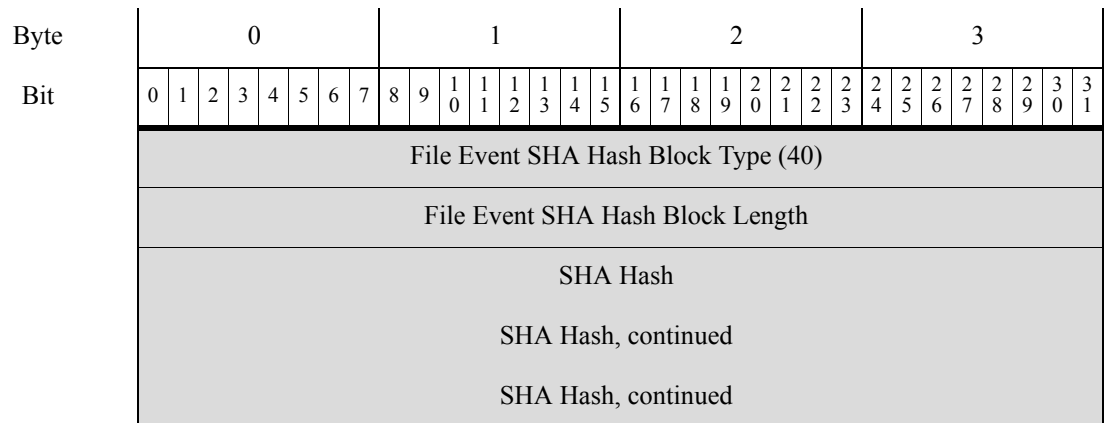 Byte 0 1 2 3
Bit 0 1 2 3 4 5 6 7 8 9 10 11 12 13 14 15 16 17 18 19 20 21 22 23 24 25 26 27 28 29 30 31
File Event SHA Hash Block Type (40)
File Event SHA Hash Block Length
SHA Hash
SHA Hash, continued
SHA Hash, continued